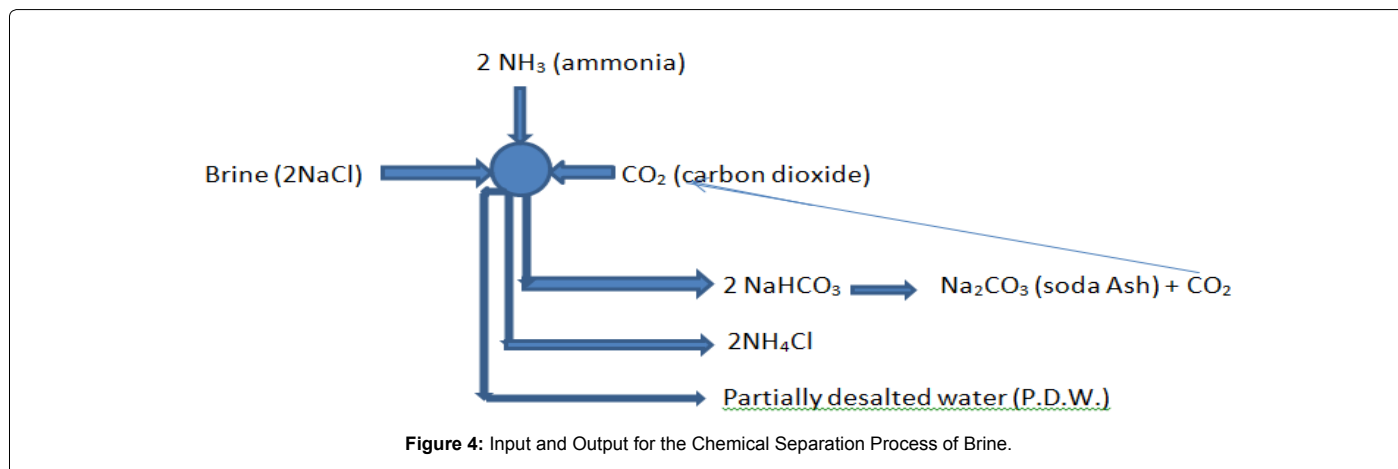 2 NH₃ (ammonia)
Brine (2NaCl)
CO₂ (carbon dioxide)
2 NaHCO₃
Na₂CO₃ (soda Ash) + CO₂
2NH₄Cl
Partially desalted water (P.D.W.)
Figure 4: Input and Output for the Chemical Separation Process of Brine.